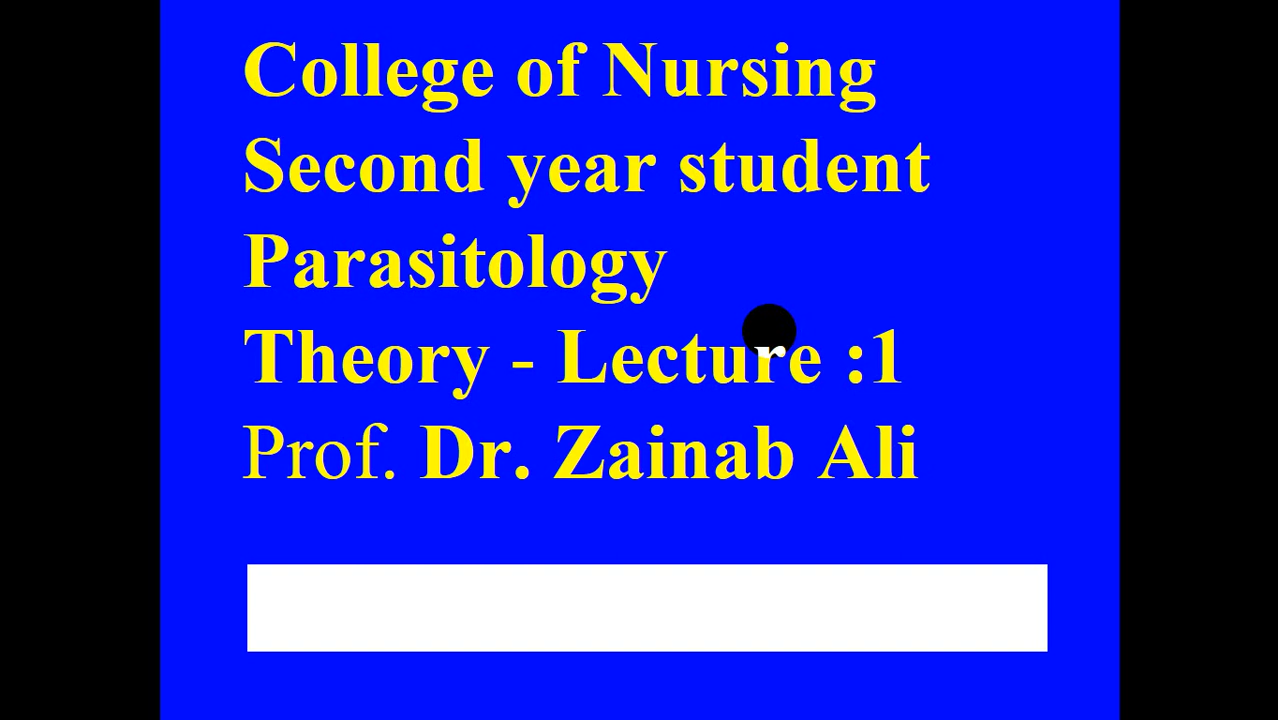 College of Nursing
Second year student
Parasitology
Theory - Lecture :1
Prof. Dr. Zainab Ali